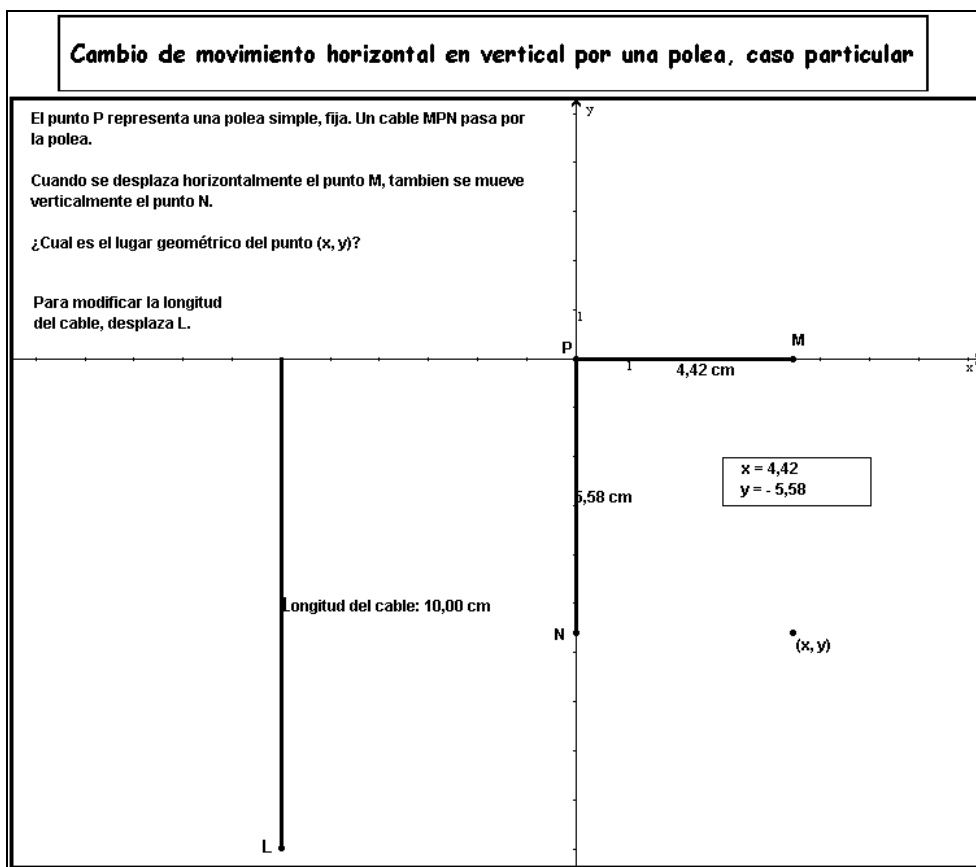 Cambio de movimiento horizontal en vertical por una polea, caso particular
El punto P representa una polea simple, fija. Un cable MPN pasa por
la polea.
Cuando se desplaza horizontalmente el punto M, tambien se mueve
verticalmente el punto N.
¿Cual es el lugar geométrico del punto (x, y)?
Para modificar la longitud
del cable, desplaza L.
y
1
P
M
1
4,42 cm
x
x = 4,42
y = - 5,58
5,58 cm
Longitud del cable: 10,00 cm
N
(x, y)
L